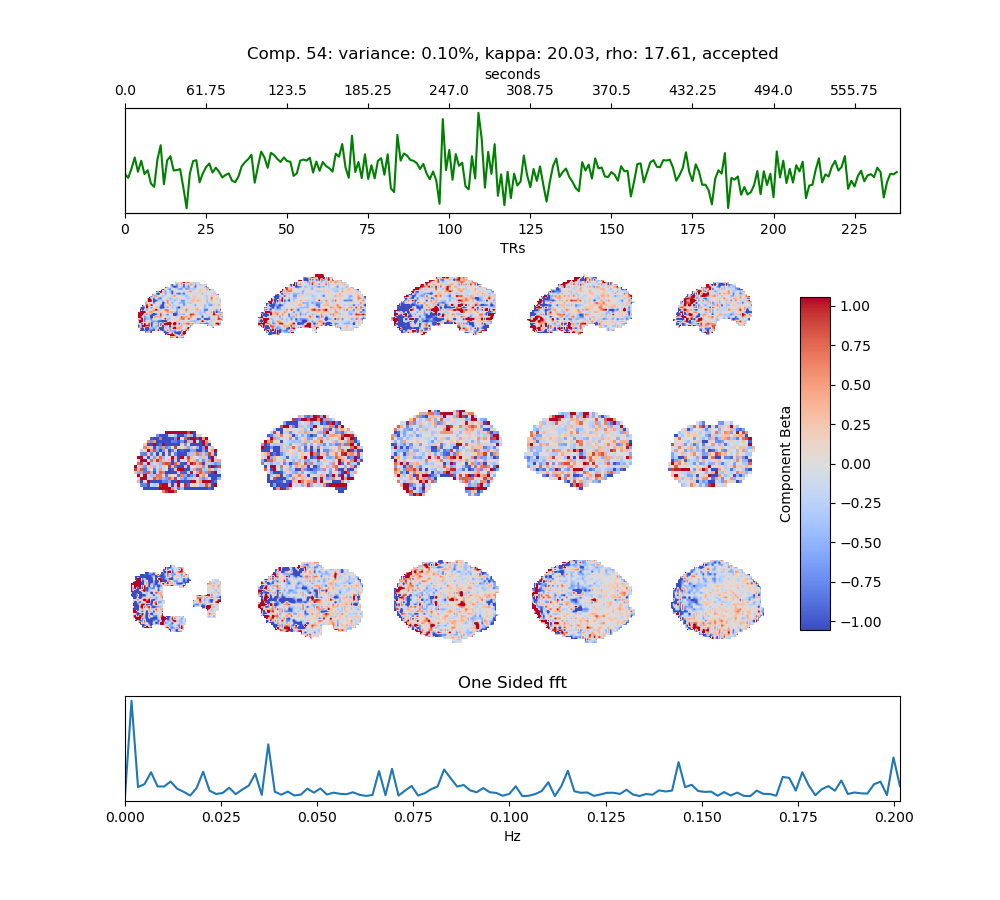 Comp. 54: variance: 0.10%, kappa: 20.03, rho: 17.61, accepted
seconds
0.0 61.75 123.5 185.25 247.0 308.75 370.5 432.25 494.0 555.75
0 25 50 75 100 125 150 175 200 225
TRs
1.00
0.75
0.50
0.25
0.00
−0.25
−0.50
−0.75
−1.00
Component Beta
One Sided fft
0.000 0.025 0.050 0.075 0.100 0.125 0.150 0.175 0.200
Hz